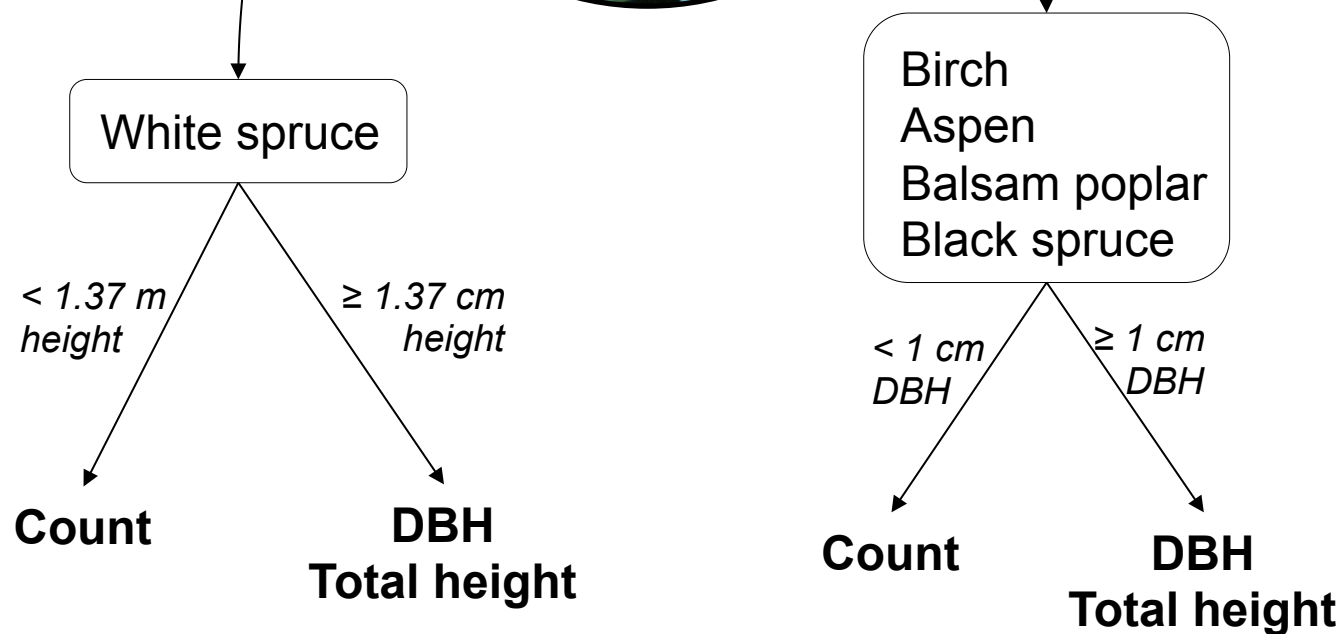 White spruce
< 1.37 m
height
≥ 1.37 cm
height
Count
DBH
Total height
Birch
Aspen
Balsam poplar
Black spruce
< 1 cm
DBH
≥ 1 cm
DBH
Count
DBH
Total height